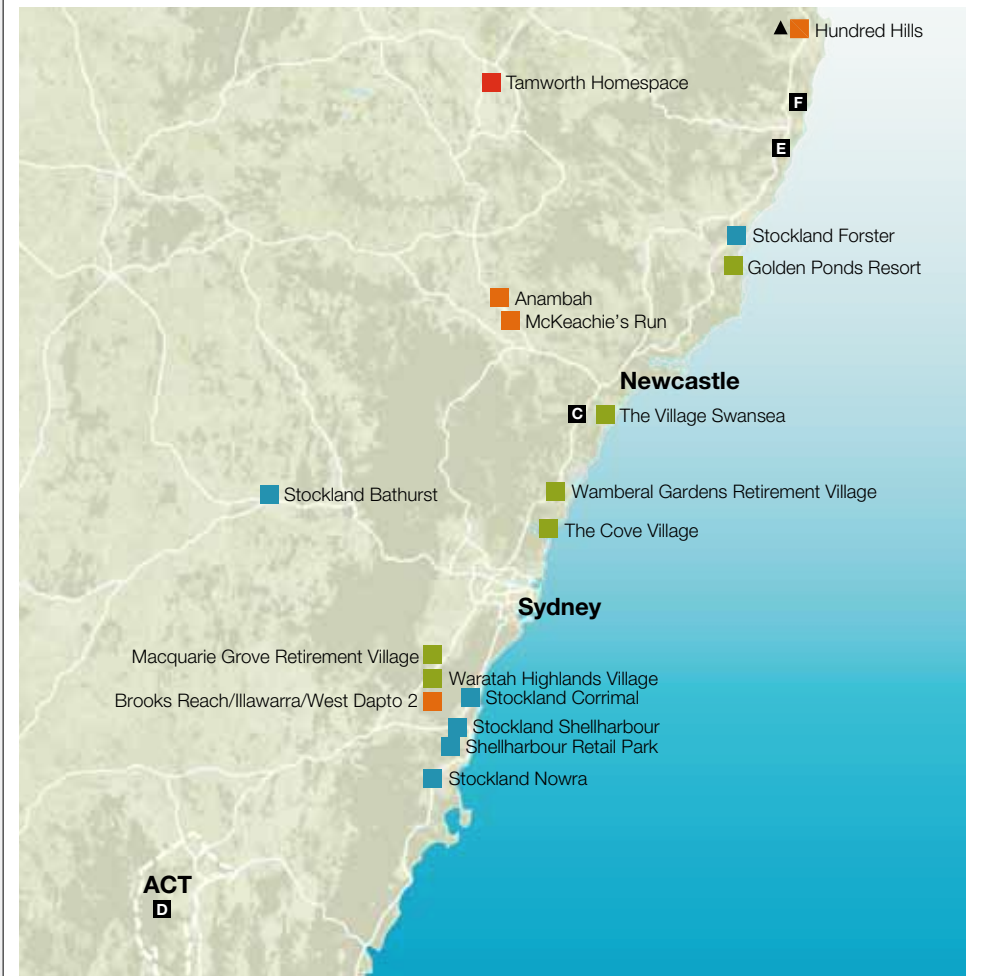 Hundred Hills
Tamworth Homespace
F
E
Stockland Forster
Golden Ponds Resort
Anambah
McKeachie's Run
Newcastle
C
The Village Swansea
Stockland Bathurst
Wamberal Gardens Retirement Village
The Cove Village
Sydney
Macquarie Grove Retirement Village
Waratah Highlands Village
Brooks Reach/Illawarra/West Dapto 2
Stockland Corrimal
Stockland Shellharbour
Shellharbour Retail Park
Stockland Nowra
ACT
D